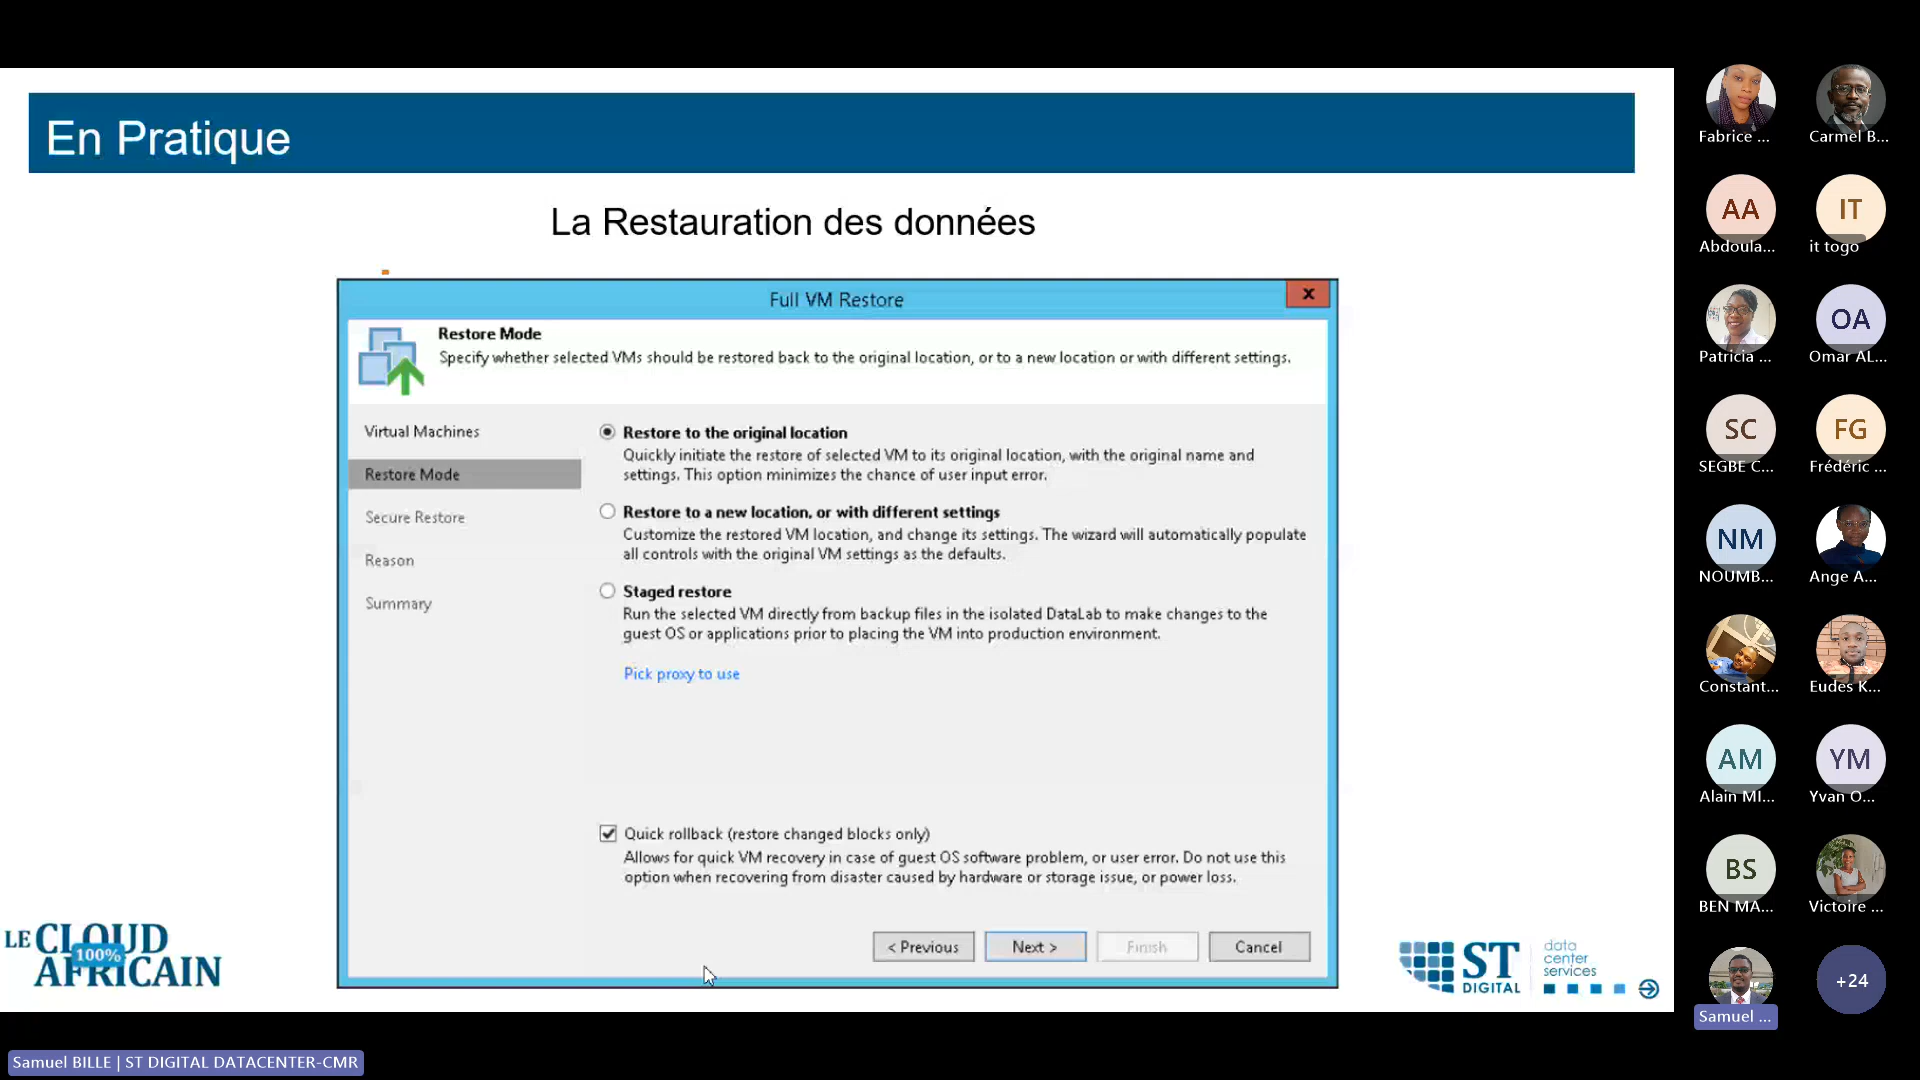 En Pratique
La Restauration des données
Full VM Restore
x
Restore Mode
Specify whether selected VMs should be restored back to the original location, or to a new location or with different settings.
Virtual Machines
Restore Mode
Secure Restore
Reason
Summary
Restore to the original location
Quickly initiate the restore of selected VM to its original location, with the original name and
settings. This option minimizes the chance of user input error.
Restore to a new location, or with different settings
Customize the restored VM location, and change its settings. The wizard will automatically populate
all controls with the original VM settings as the defaults.
Staged restore
Run the selected VM directly from backup files in the isolated DataLab to make changes to the
guest OS or applications prior to placing the VM into production environment.
Pick proxy to use
Quick rollback (restore changed blocks only)
Allows for quick VM recovery in case of guest OS software problem, or user error. Do not use this
option when recovering from disaster caused by hardware or storage issue, or power loss.
< Previous
Next >
Finish
Cancel
LE CLOUD
100%
AFRICAIN
ST
DIGITAL
data
center
services
Samuel BILLE | ST DIGITAL DATACENTER-CMR
Fabrice ...
Carmel B...
AA
Abdoula...
IT
it togo
Patricia ...
OA
Omar AL...
SC
SEGBE C...
FG
Frédéric ...
NM
NOUMB...
Ange A...
Constant...
Eudes K...
AM
Alain MI...
YM
Yvan O...
BS
BEN MA...
Victoire ...
Samuel ...
+24